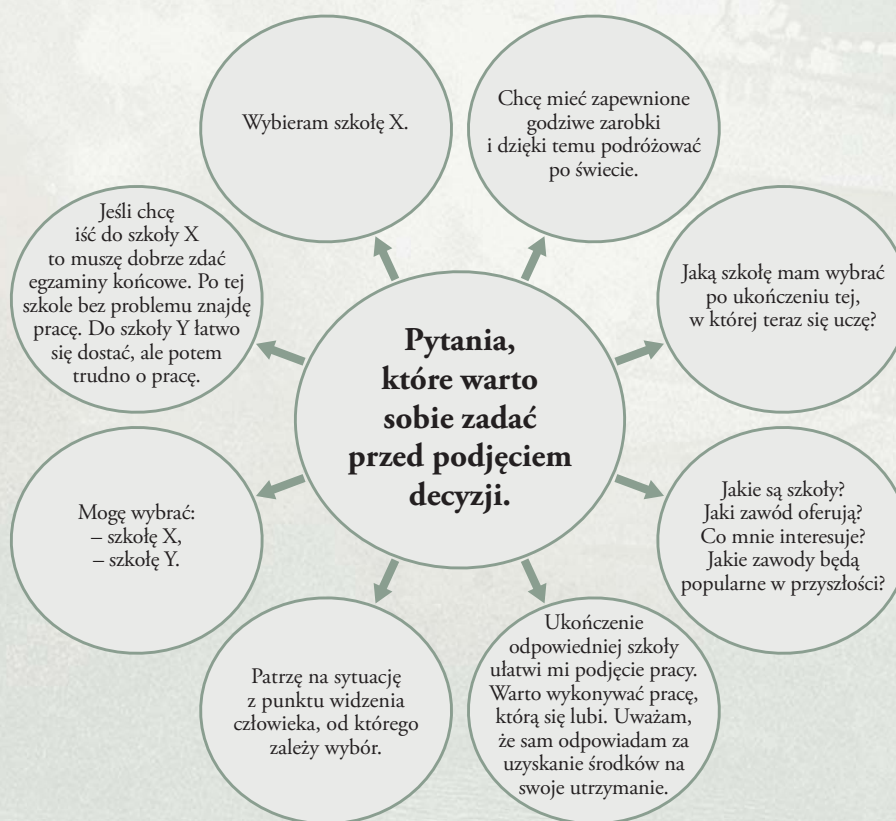 Pytania,
które warto
sobie zadać
przed podjęciem
decyzji.
Chcę mieć zapewnione
godziwe zarobki
i dzięki temu podróżować
po świecie.
Jaką szkołę mam wybrać
po ukończeniu tej,
w której teraz się uczę?
Jakie są szkoły?
Jaki zawód oferują?
Co mnie interesuje?
Jakie zawody będą
popularne w przyszłości?
Ukończenie
odpowiedniej szkoły
ułatwi mi podjęcie pracy.
Warto wykonywać pracę,
którą się lubi. Uważam,
że sam odpowiadam za
uzyskanie środków na
swoje utrzymanie.
Patrzę na sytuację
z punktu widzenia
człowieka, od którego
zależy wybór.
Mogę wybrać:
– szkołę X,
– szkołę Y.
Jeśli chcę
iść do szkoły X
to muszę dobrze zdać
egzaminy końcowe. Po tej
szkole bez problemu znajdę
pracę. Do szkoły Y łatwo
się dostać, ale potem
trudno o pracę.
Wybieram szkołę X.